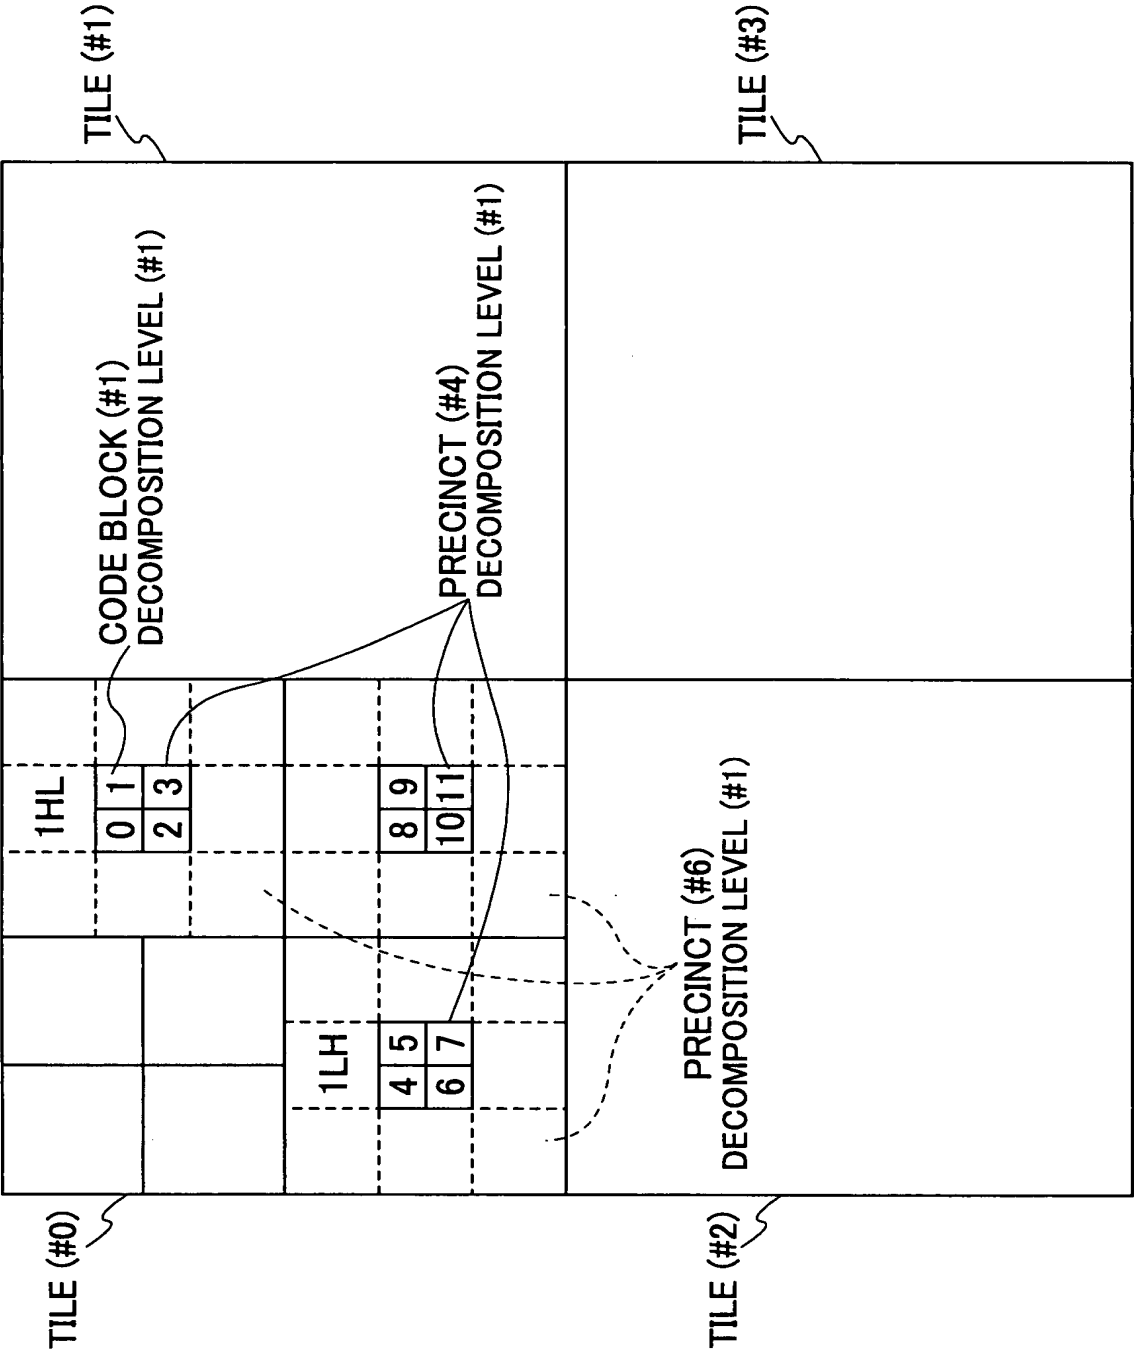 TILE (#0)
TILE (#1)
1HL
0 1
2 3
CODE BLOCK (#1)
DECOMPOSITION LEVEL (#1)
1LH
4 5
6 7
8 9
10 11
PRECINCT (#4)
DECOMPOSITION LEVEL (#1)
PRECINCT (#6)
DECOMPOSITION LEVEL (#1)
TILE (#2)
TILE (#3)